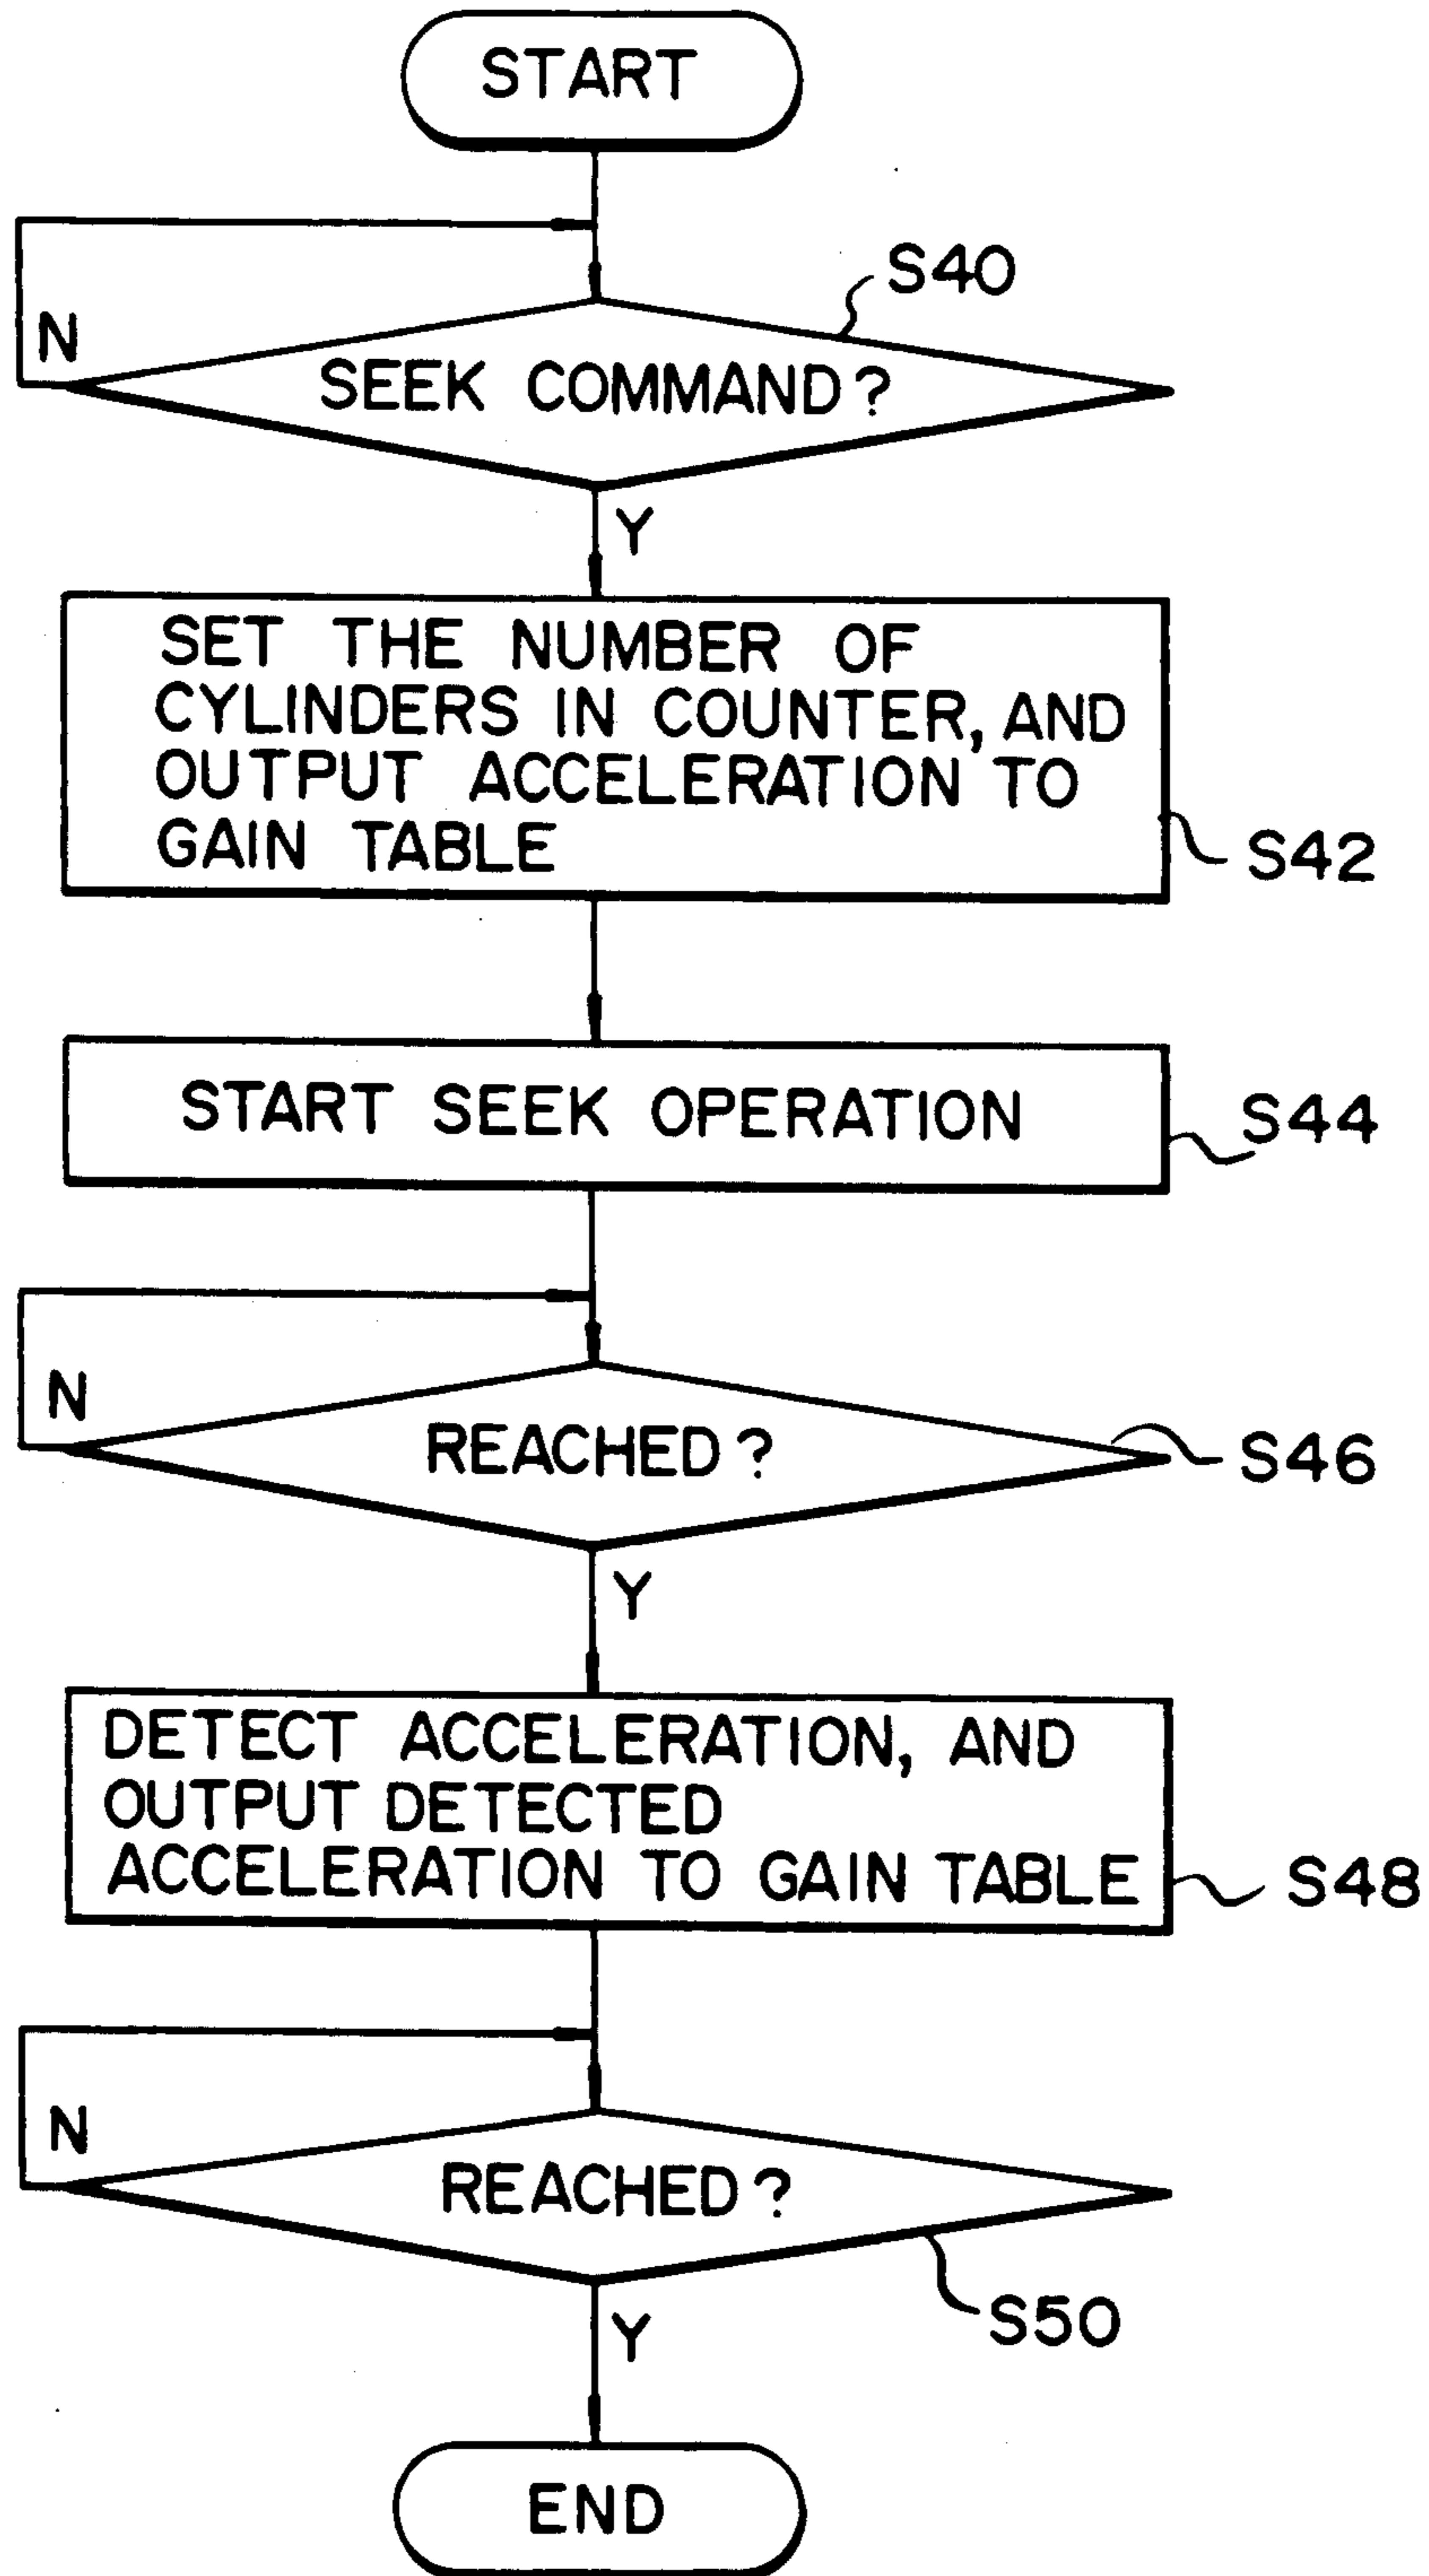 START
S40
N
SEEK COMMAND?
Y
SET THE NUMBER OF
CYLINDERS IN COUNTER, AND
OUTPUT ACCELERATION TO
GAIN TABLE
S42
START SEEK OPERATION
S44
N
REACHED?
S46
Y
DETECT ACCELERATION, AND
OUTPUT DETECTED
ACCELERATION TO GAIN TABLE
S48
N
REACHED?
S50
Y
END